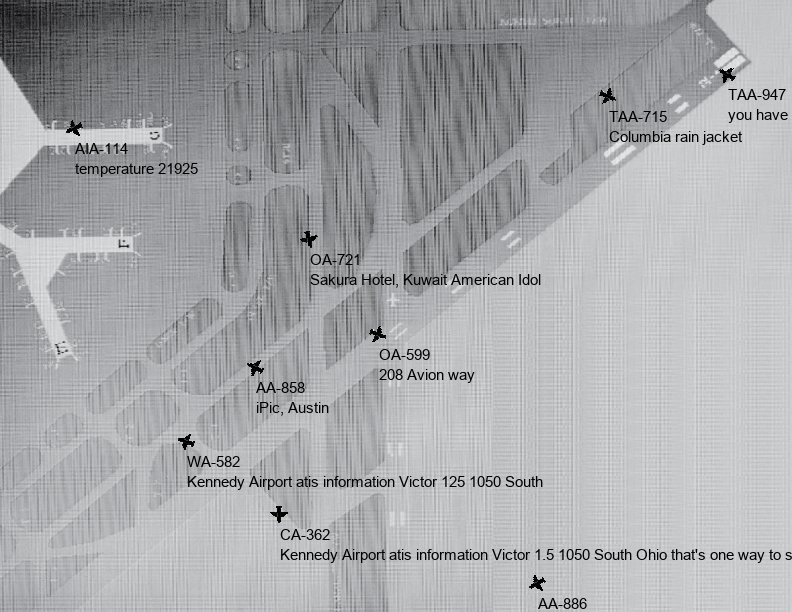 TAA-947
you have
TAA-715
Columbia rain jacket
AIA-114
temperature 21925
OA-721
Sakura Hotel, Kuwait American Idol
OA-599
208 Avion way
AA-858
iPic, Austin
WA-582
Kennedy Airport atis information Victor 125 1050 South
CA-362
Kennedy Airport atis information Victor 1.5 1050 South Ohio that's one way to s
AA-886